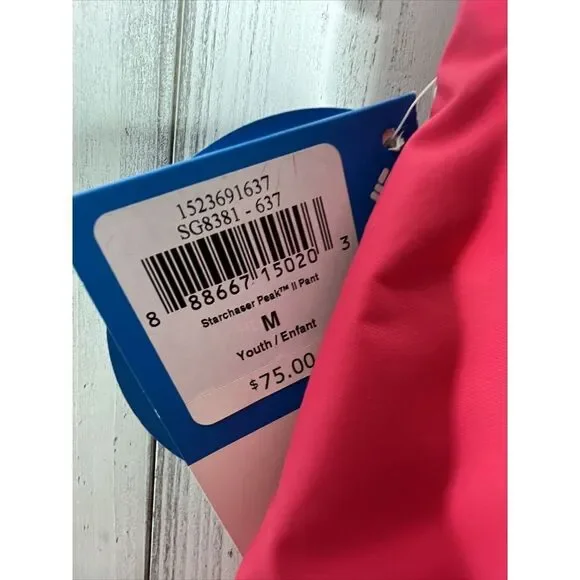 1523691637
SG8381 - 637
8 88667 15020 3
Starchaser Peak™ II Pant
M
Youth / Enfant
$75.00